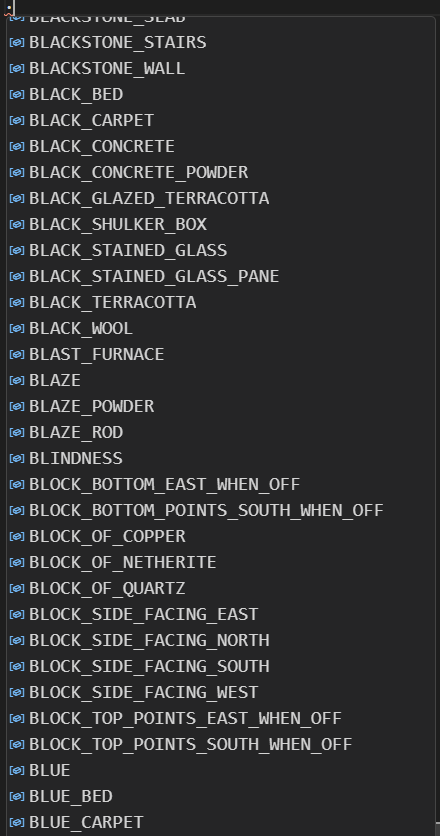 BLACKSTONE_SLAB
BLACKSTONE_STAIRS
BLACKSTONE_WALL
BLACK_BED
BLACK_CARPET
BLACK_CONCRETE
BLACK_CONCRETE_POWDER
BLACK_GLAZED_TERRACOTTA
BLACK_SHULKER_BOX
BLACK_STAINED_GLASS
BLACK_STAINED_GLASS_PANE
BLACK_TERRACOTTA
BLACK_WOOL
BLAST_FURNACE
BLAZE
BLAZE_POWDER
BLAZE_ROD
BLINDNESS
BLOCK_BOTTOM_EAST_WHEN_OFF
BLOCK_BOTTOM_POINTS_SOUTH_WHEN_OFF
BLOCK_OF_COPPER
BLOCK_OF_NETHERITE
BLOCK_OF_QUARTZ
BLOCK_SIDE_FACING_EAST
BLOCK_SIDE_FACING_NORTH
BLOCK_SIDE_FACING_SOUTH
BLOCK_SIDE_FACING_WEST
BLOCK_TOP_POINTS_EAST_WHEN_OFF
BLOCK_TOP_POINTS_SOUTH_WHEN_OFF
BLUE
BLUE_BED
BLUE_CARPET